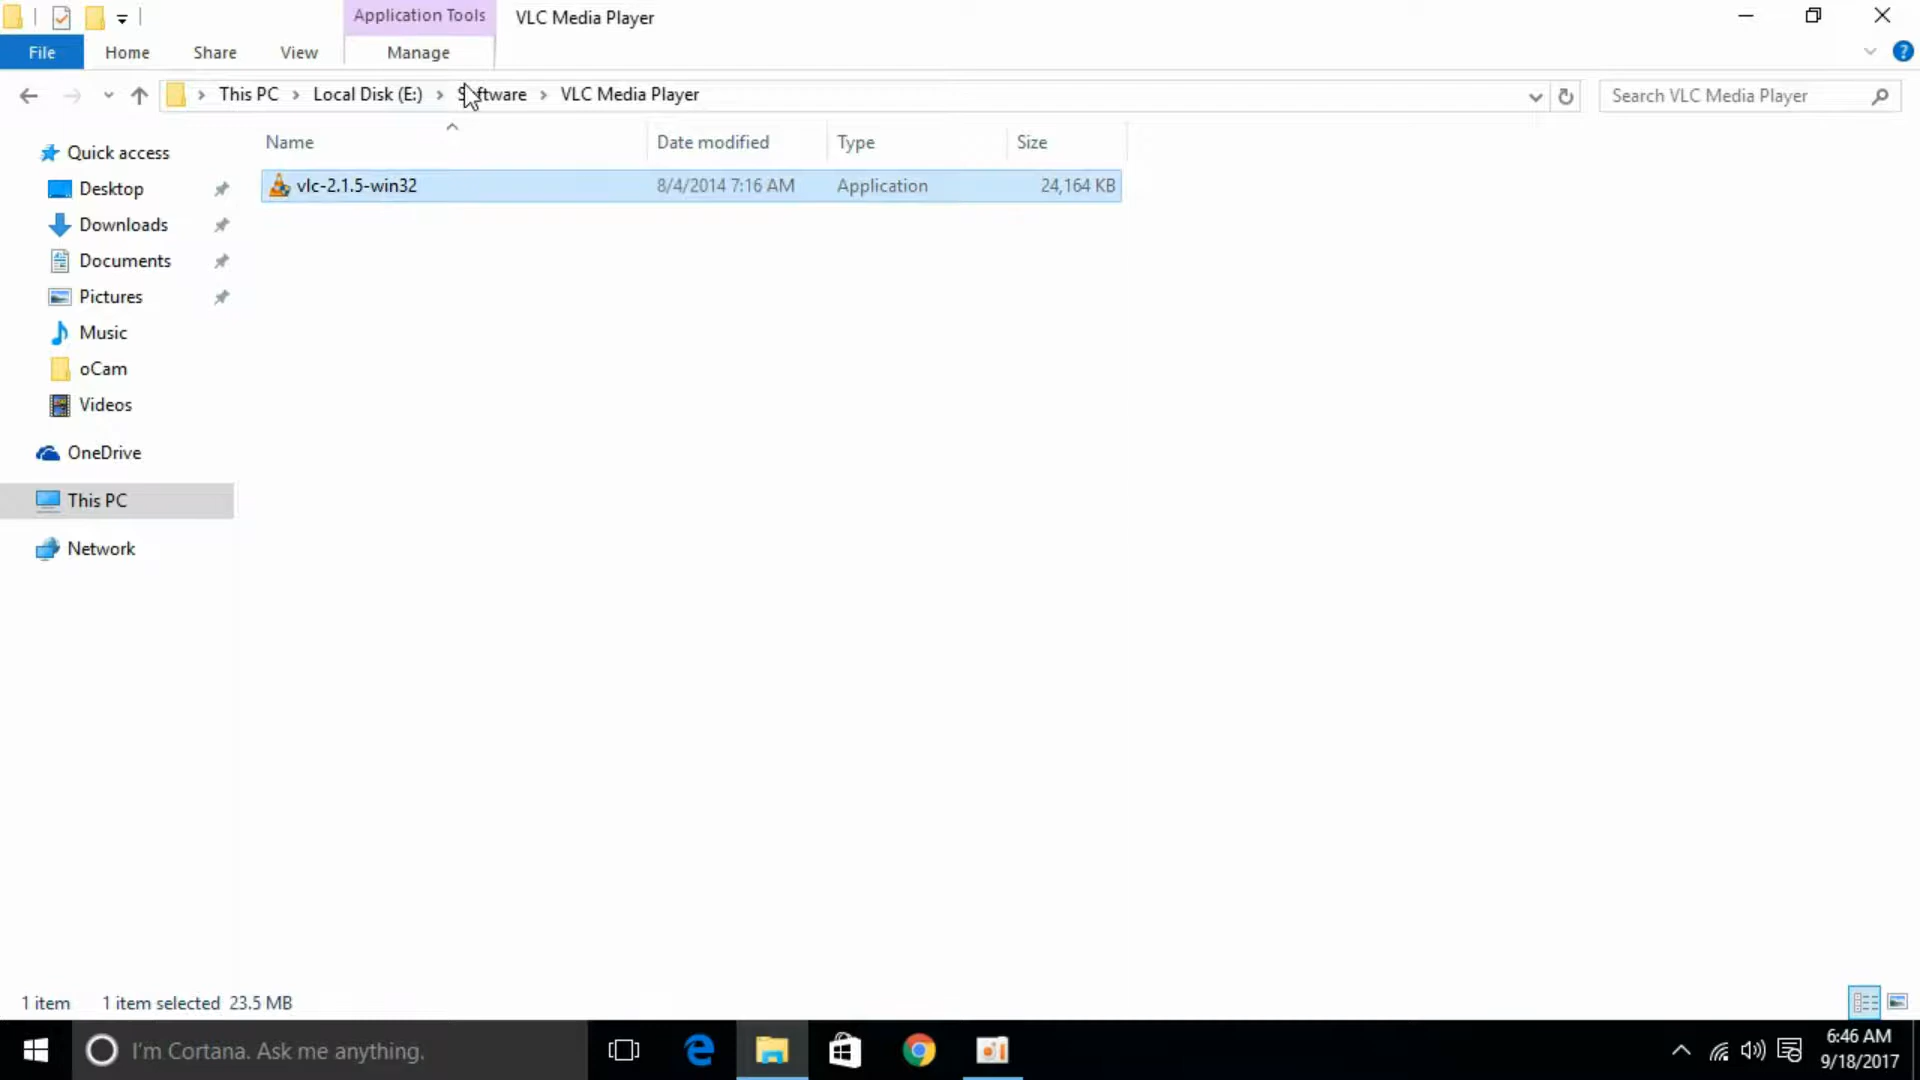 Application Tools
VLC Media Player
File
Home
Share
View
Manage
This PC
Local Disk (E:)
Software
VLC Media Player
Search VLC Media Player
Name
Date modified
Type
Size
vlc-2.1.5-win32
8/4/2014 7:16 AM
Application
24,164 KB
Quick access
Desktop
Downloads
Documents
Pictures
Music
oCam
Videos
OneDrive
This PC
Network
1 item
1 item selected 23.5 MB
I'm Cortana. Ask me anything.
6:46 AM
9/18/2017